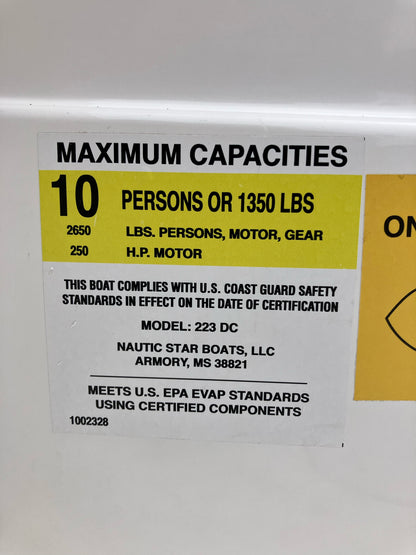 MAXIMUM CAPACITIES
10 PERSONS OR 1350 LBS
2650 LBS. PERSONS, MOTOR, GEAR
250 H.P. MOTOR
THIS BOAT COMPLIES WITH U.S. COAST GUARD SAFETY
STANDARDS IN EFFECT ON THE DATE OF CERTIFICATION
MODEL: 223 DC
NAUTIC STAR BOATS, LLC
ARMORY, MS 38821
MEETS U.S. EPA EVAP STANDARDS
USING CERTIFIED COMPONENTS
1002328
ON